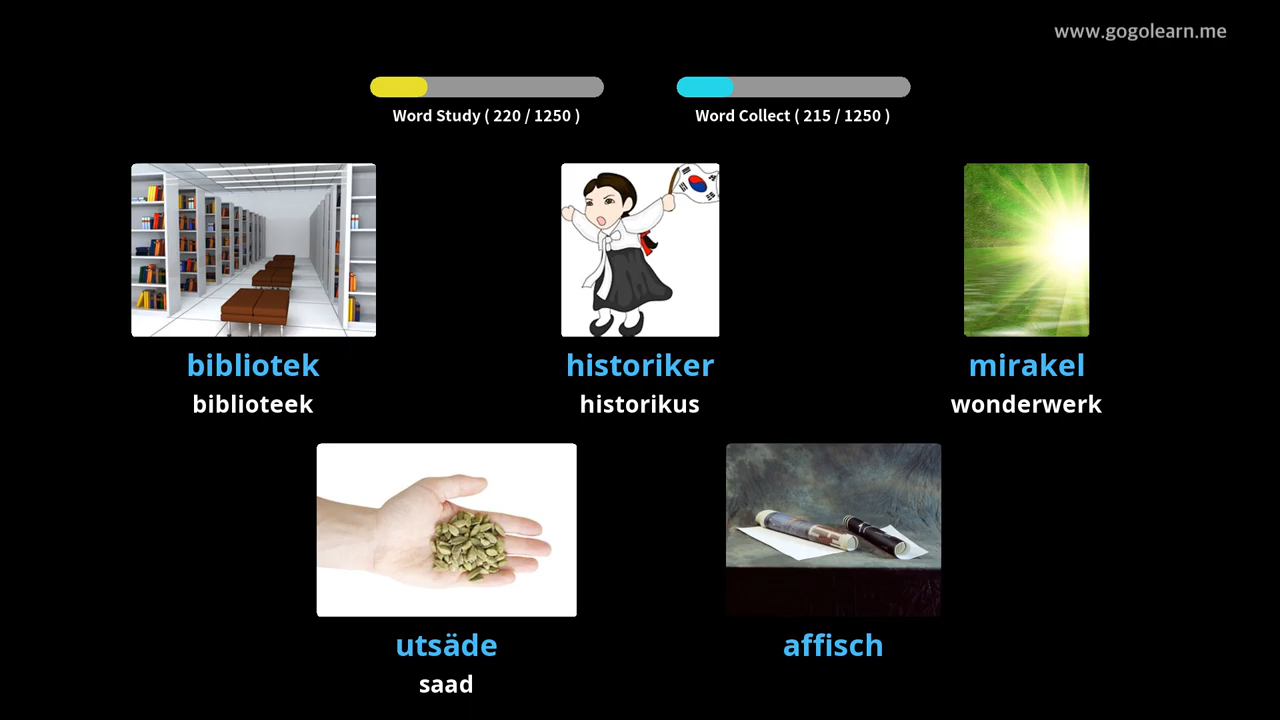 www.gogolearn.me
Word Study ( 220 / 1250 )
Word Collect ( 215 / 1250 )
bibliotek
biblioteek
historiker
historikus
mirakel
wonderwerk
utsäde
saad
affisch